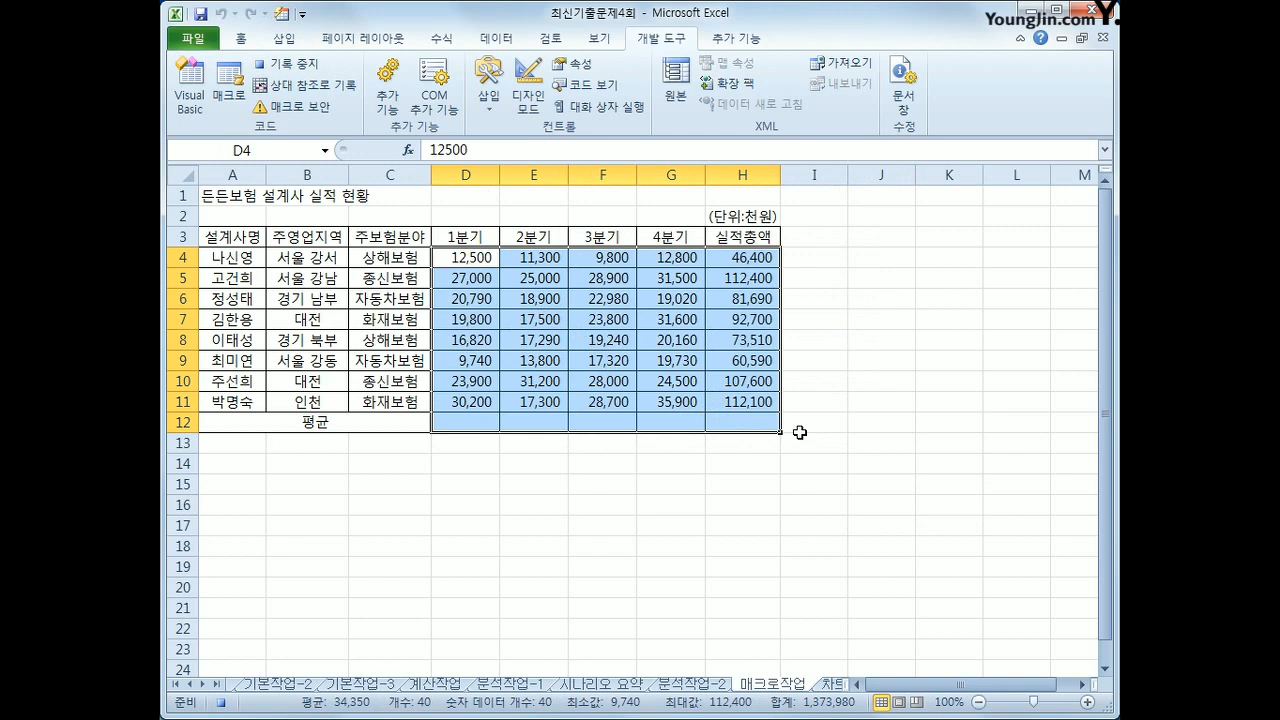 최신기출문제4회 - Microsoft Excel
YoungJin.com Y.
파일 홈 삽입 페이지 레이아웃 수식 데이터 검토 보기 개발 도구 추가 기능
Visual Basic
매크로
기록 중지
상대 참조로 기록
매크로 보안
코드
추가 기능
COM 추가 기능
추가 기능
삽입
디자인 모드
속성
코드 보기
대화 상자 실행
컨트롤
원본
맵 속성
확장 팩
데이터 새로 고침
가져오기
내보내기
XML
문서 창
수정
D4 fx 12500
A B C D E F G H I J K L M
1 든든보험 설계사 실적 현황
2 (단위:천원)
3 설계사명 주영업지역 주보험분야 1분기 2분기 3분기 4분기 실적총액
4 나신영 서울 강서 상해보험 12,500 11,300 9,800 12,800 46,400
5 고건희 서울 강남 종신보험 27,000 25,000 28,900 31,500 112,400
6 정성태 경기 남부 자동차보험 20,790 18,900 22,980 19,020 81,690
7 김한용 대전 화재보험 19,800 17,500 23,800 31,600 92,700
8 이태성 경기 북부 상해보험 16,820 17,290 19,240 20,160 73,510
9 최미연 서울 강동 자동차보험 9,740 13,800 17,320 19,730 60,590
10 주선희 대전 종신보험 23,900 31,200 28,000 24,500 107,600
11 박명숙 인천 화재보험 30,200 17,300 28,700 35,900 112,100
12 평균
13
14
15
16
17
18
19
20
21
22
23
24
기본작업-2 기본작업-3 계산작업 분석작업-1 시나리오 요약 분석작업-2 매크로작업 차트
준비 평균: 34,350 개수: 40 숫자 데이터 개수: 40 최소값: 9,740 최대값: 112,400 합계: 1,373,980 100%